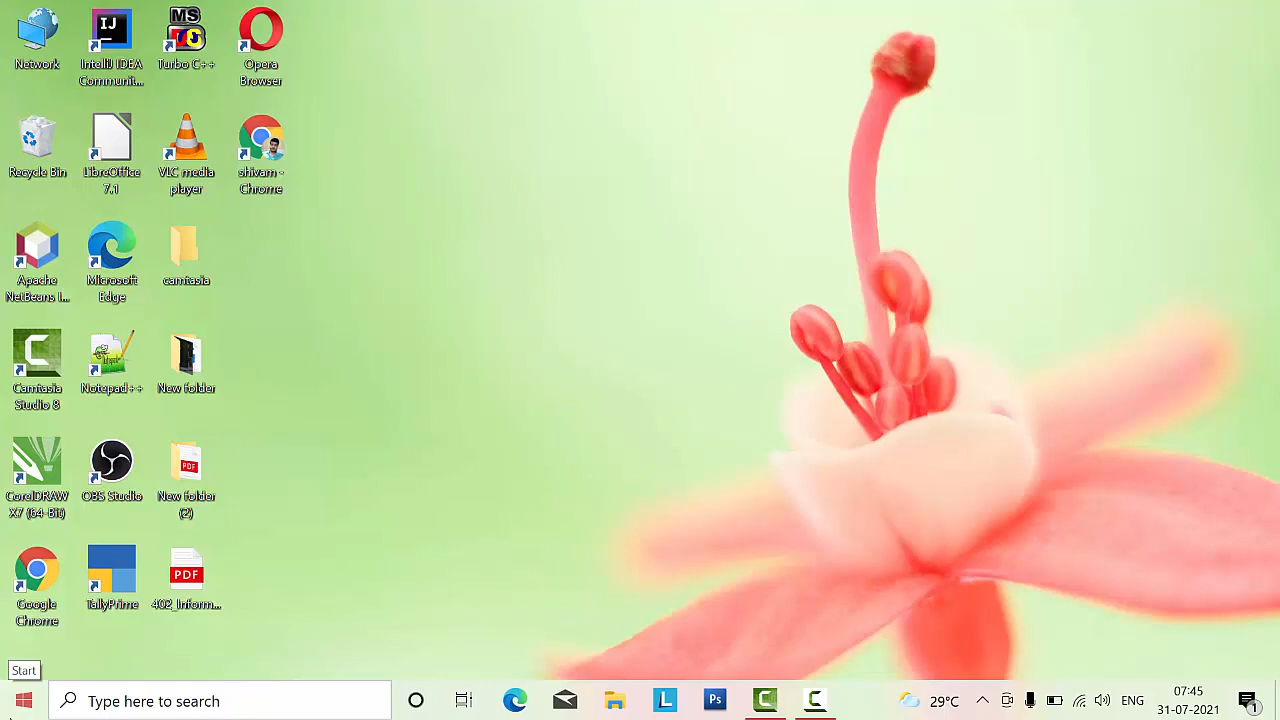 Network
IJ
IntelliJ IDEA
Communit...
MS
Turbo C++
Opera
Browser
Recycle Bin
LibreOffice
7.1
VLC media
player
shivam -
Chrome
Apache
NetBeans I...
Microsoft
Edge
camtasia
Camtasia
Studio 8
Notepad++
New folder
CorelDRAW
X7 (64-Bit)
OBS Studio
PDF
New folder
(2)
Google
Chrome
TallyPrime
PDF
402_Inform...
Start
Type here to search
L
Ps
29°C
ENG
07:45
31-07-2021
1